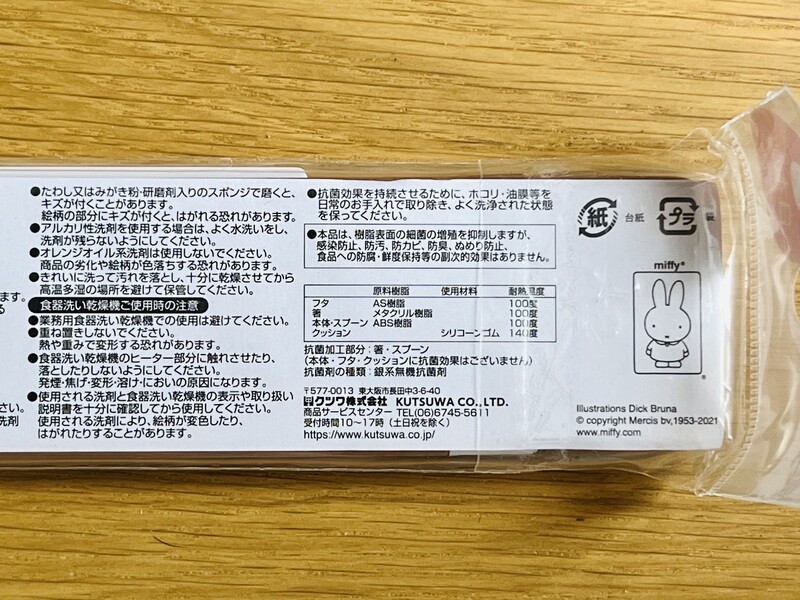 ●たわし又はみがき粉・研磨剤入りのスポンジで磨くと、
キズが付くことがあります。
絵柄の部分にキズが付くと、はがれる恐れがあります。
●アルカリ性洗剤を使用する場合は、よく水洗いをし、
洗剤が残らないようにしてください。
●オレンジオイル系洗剤は使用しないでください。
商品の劣化や絵柄が色落ちする恐れがあります。
●きれいに洗って汚れを落とし、十分に乾燥させてから
高温多湿の場所を避けて保管してください。
食器洗い乾燥機ご使用時の注意
●業務用食器洗い乾燥機での使用は避けてください。
●重ね置きしないでください。
熱や重みで変形する恐れがあります。
●食器洗い乾燥機のヒーター部分に触れさせたり、
落としたりしないようにしてください。
発煙・焦げ・変形・溶け・においの原因になります。
●使用される洗剤と食器洗い乾燥機の表示や取り扱い
説明書を十分に確認してから使用してください。
使用される洗剤により、絵柄が変色したり、
はがれたりすることがあります。
ます。
る
さい。
洗剤
●抗菌効果を持続させるために、ホコリ・油膜等を
日常のお手入れで取り除き、よく洗浄された状態
を保ってください。
●本品は、樹脂表面の細菌の増殖を抑制しますが、
感染防止、防汚、防カビ、防臭、ぬめり防止、
食品への防腐・鮮度保持等の副次的効果はありません。
原料樹脂 使用材料 耐熱温度
フタ AS樹脂 100度
箸 メタクリル樹脂 100度
本体・スプーン ABS樹脂 100度
クッション シリコーンゴム 140度
抗菌加工部分：箸・スプーン
(本体・フタ・クッションに抗菌効果はございません)
抗菌剤の種類：銀系無機抗菌剤
〒577-0013 東大阪市長田中3-6-40
クツワ株式会社 KUTSUWA CO.,LTD.
商品サービスセンター TEL(06)6745-5611
受付時間10〜17時（土日祝を除く）
https://www.kutsuwa.co.jp/
紙 台紙 プラ 袋
miffy®
Illustrations Dick Bruna
© copyright Mercis bv,1953-2021
www.miffy.com